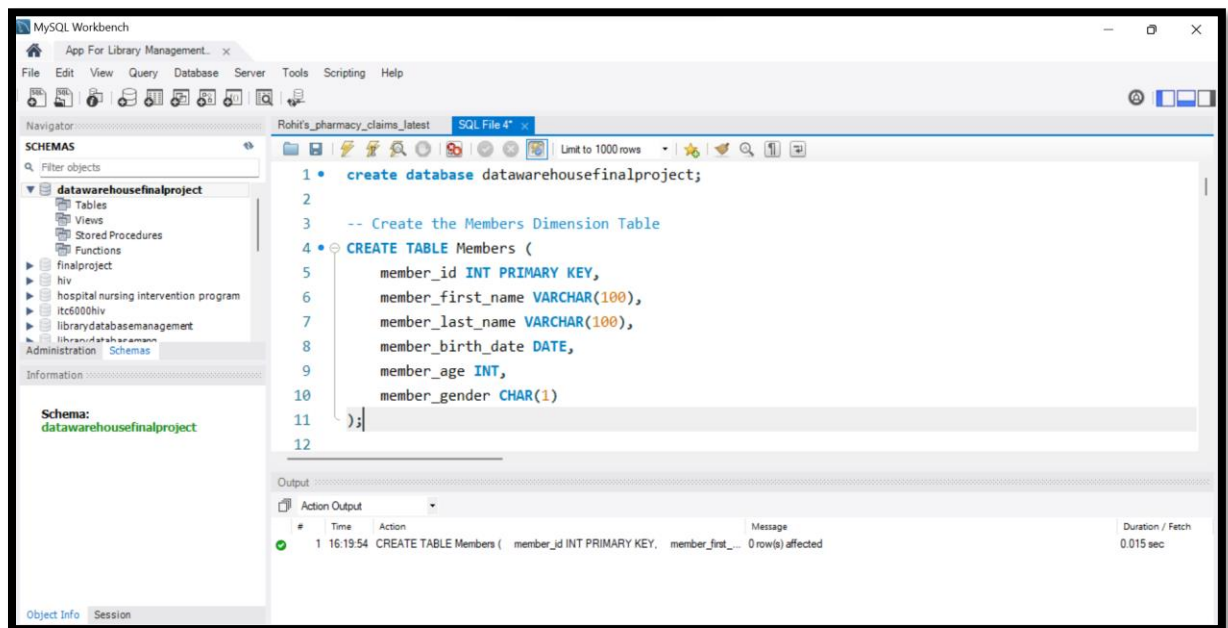 MySQL Workbench
App For Library Management.. ×
File Edit View Query Database Server Tools Scripting Help
Navigator
SCHEMAS
Filter objects
datawarehousefinalproject
Tables
Views
Stored Procedures
Functions
finalproject
hiv
hospital nursing intervention program
itc6000hiv
librarydatabasemanagement
Administration Schemas
Information
Schema:
datawarehousefinalproject
Object Info Session
Rohit's_pharmacy_claims_latest SQL File 4* ×
Limit to 1000 rows
1 create database datawarehousefinalproject;
2
3 -- Create the Members Dimension Table
4 CREATE TABLE Members (
5 member_id INT PRIMARY KEY,
6 member_first_name VARCHAR(100),
7 member_last_name VARCHAR(100),
8 member_birth_date DATE,
9 member_age INT,
10 member_gender CHAR(1)
11 );
12
Output
Action Output
# Time Action Message Duration / Fetch
1 16:19:54 CREATE TABLE Members ( member_id INT PRIMARY KEY, member_first_... 0 row(s) affected 0.015 sec